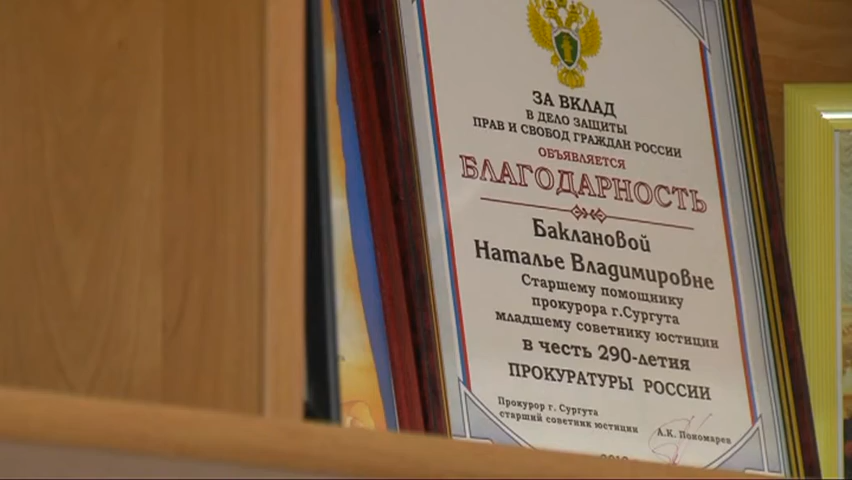 ЗА ВКЛАД
В ДЕЛО ЗАЩИТЫ
ПРАВ И СВОБОД ГРАЖДАН РОССИИ
ОБЪЯВЛЯЕТСЯ
БЛАГОДАРНОСТЬ
Баклановой
Наталье Владимировне
Старшему помощнику
прокурора г.Сургута
младшему советнику юстиции
в честь 290-летия
ПРОКУРАТУРЫ РОССИИ
Прокурор г. Сургута
старший советник юстиции А.К. Пономарев